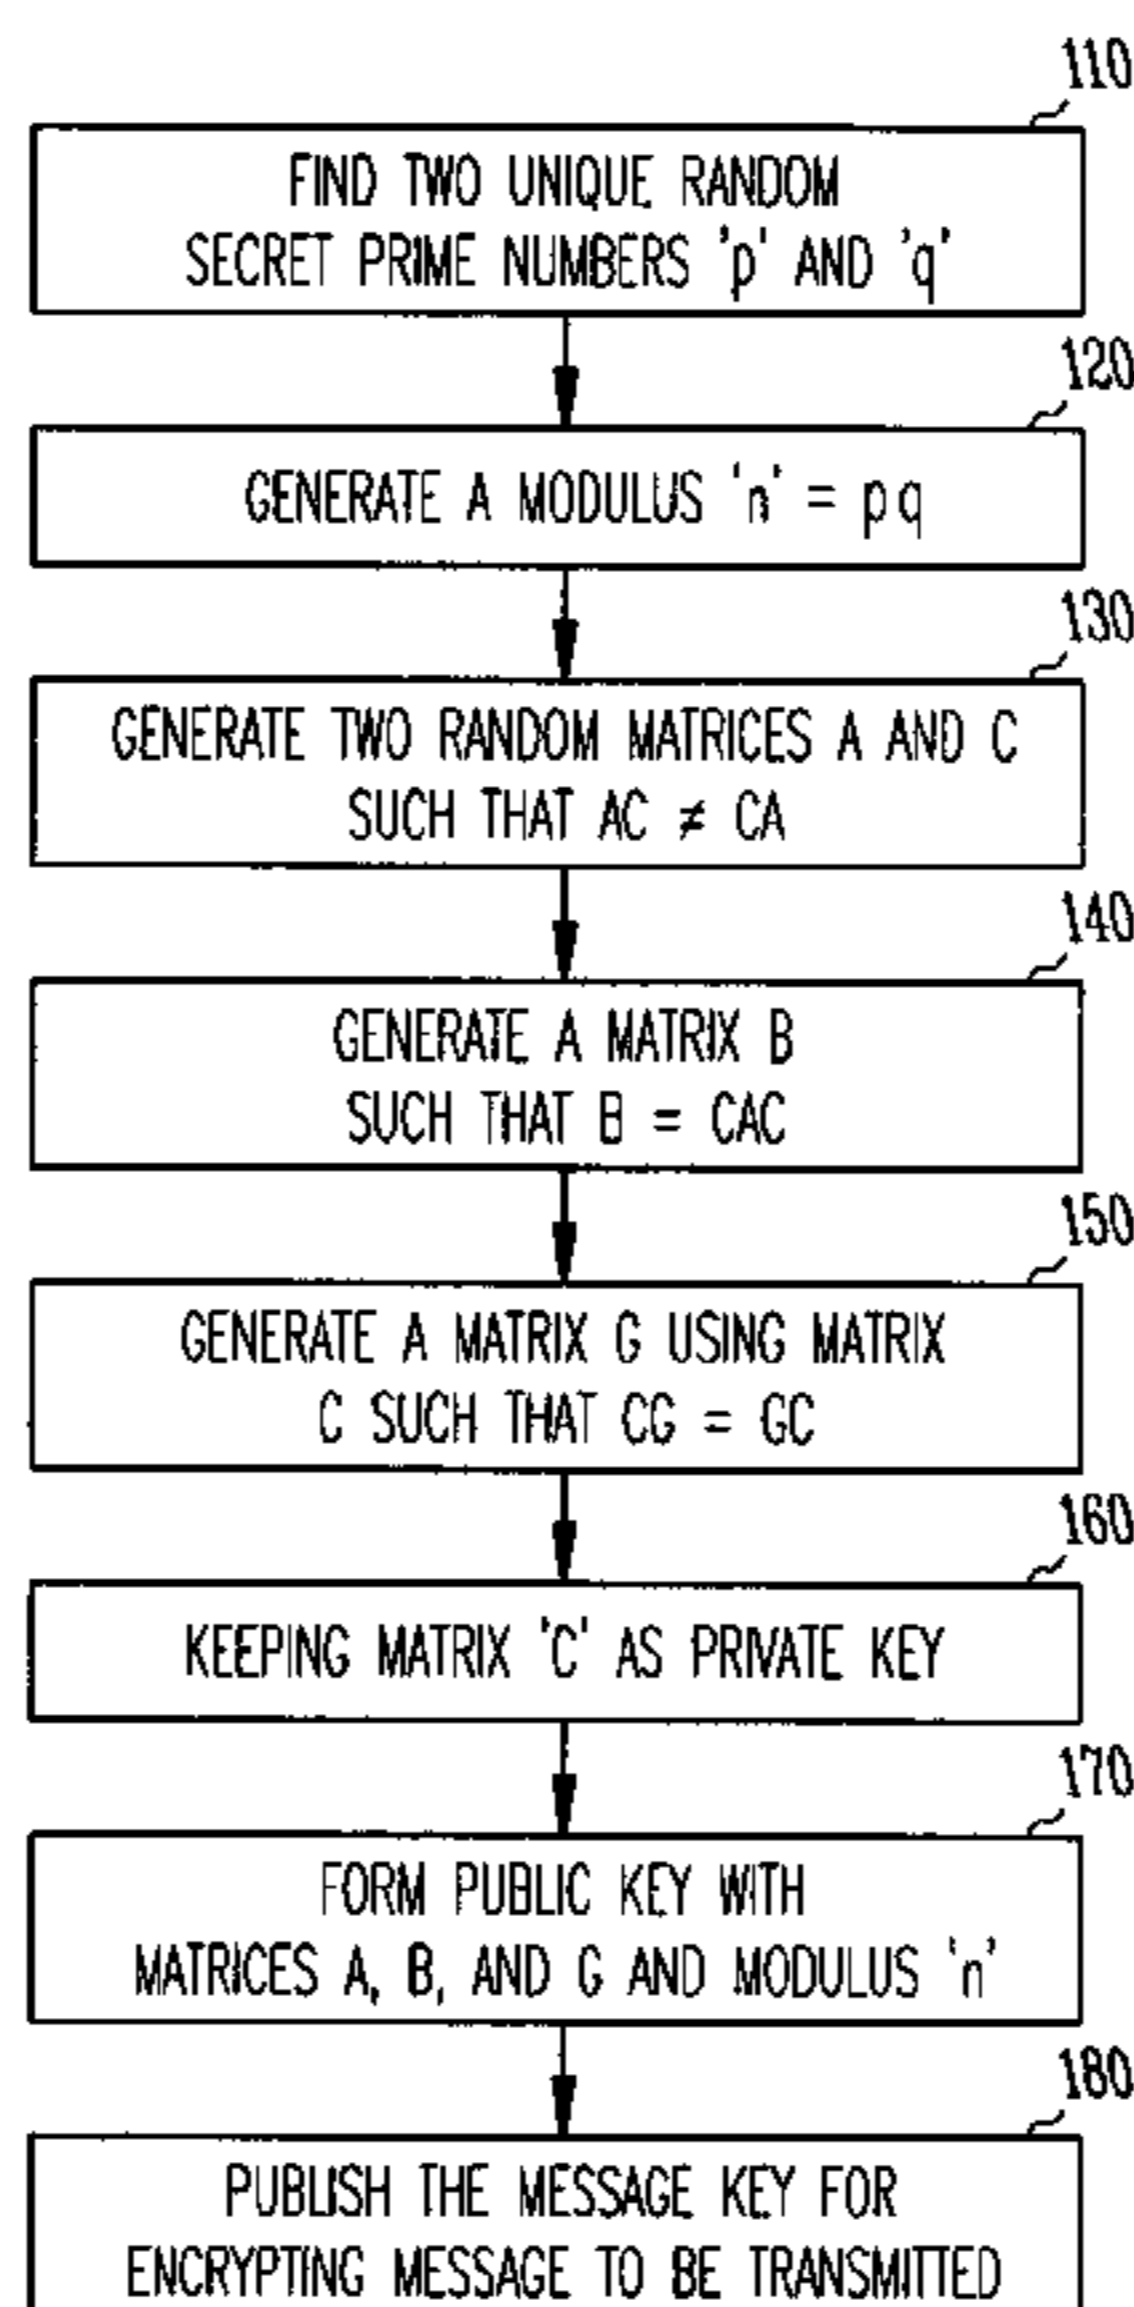 110
FIND TWO UNIQUE RANDOM
SECRET PRIME NUMBERS 'p' AND 'q'
120
GENERATE A MODULUS 'n' = pq
130
GENERATE TWO RANDOM MATRICES A AND C
SUCH THAT AC ≠ CA
140
GENERATE A MATRIX B
SUCH THAT B = CAC
150
GENERATE A MATRIX G USING MATRIX
C SUCH THAT CG = GC
160
KEEPING MATRIX 'C' AS PRIVATE KEY
170
FORM PUBLIC KEY WITH
MATRICES A, B, AND G AND MODULUS 'n'
180
PUBLISH THE MESSAGE KEY FOR
ENCRYPTING MESSAGE TO BE TRANSMITTED